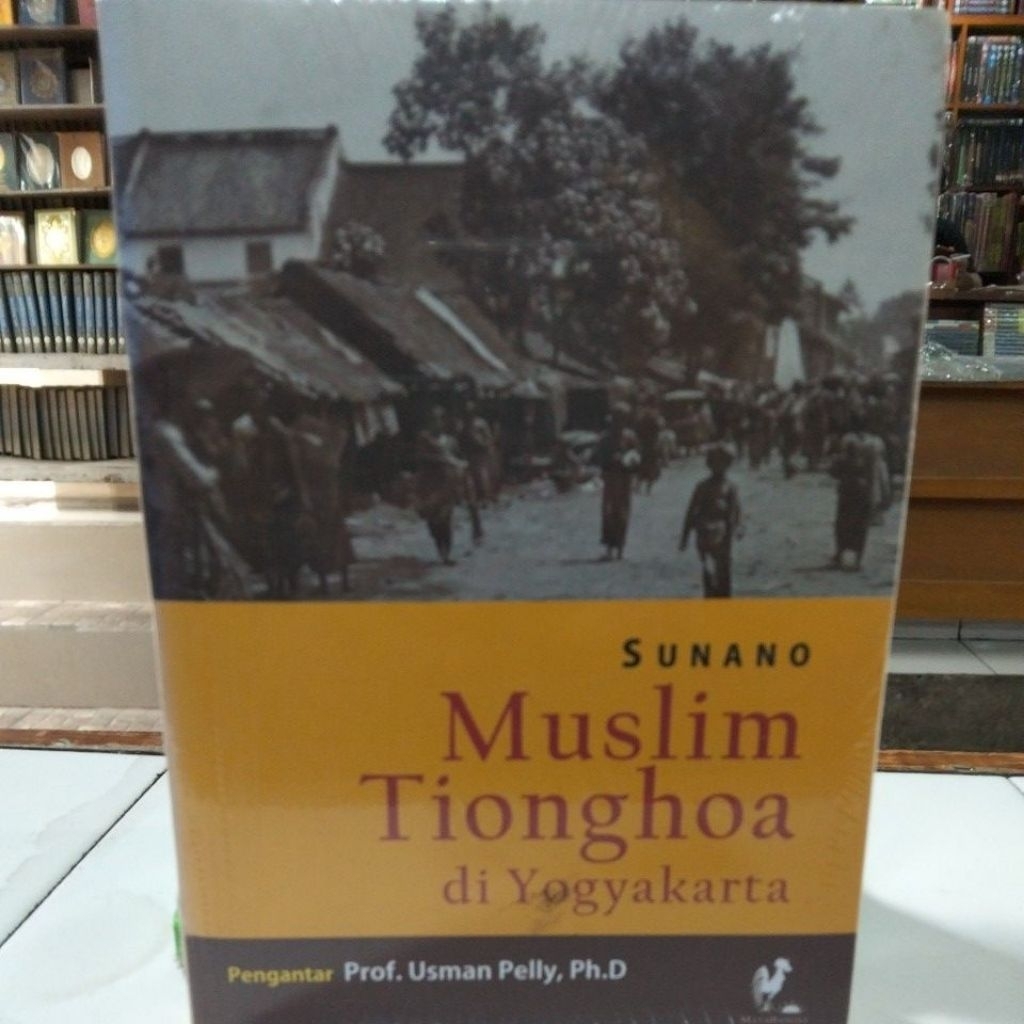 SUNANO
Muslim
Tionghoa
di Yogyakarta
Pengantar Prof. Usman Pelly, Ph.D